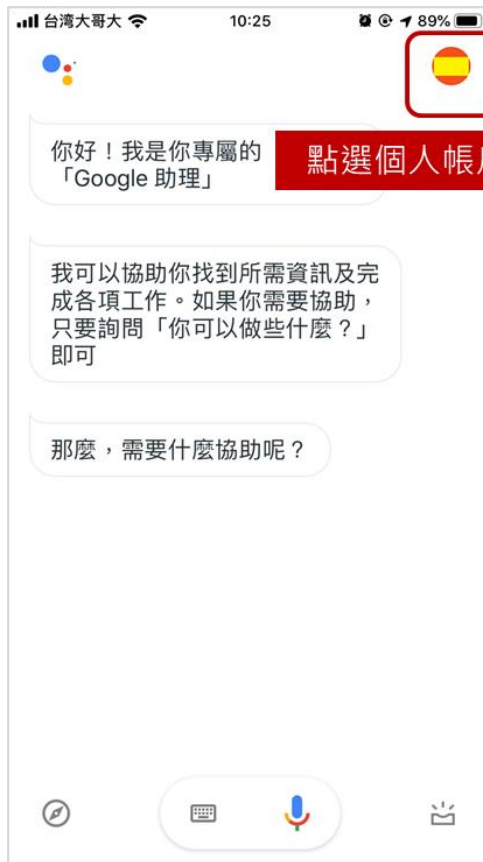 台湾大哥大 10:25 89%
你好！我是你專屬的
「Google 助理」
點選個人帳
我可以協助你找到所需資訊及完
成各項工作。如果你需要協助，
只要詢問「你可以做些什麼？」
即可
那麼，需要什麼協助呢？